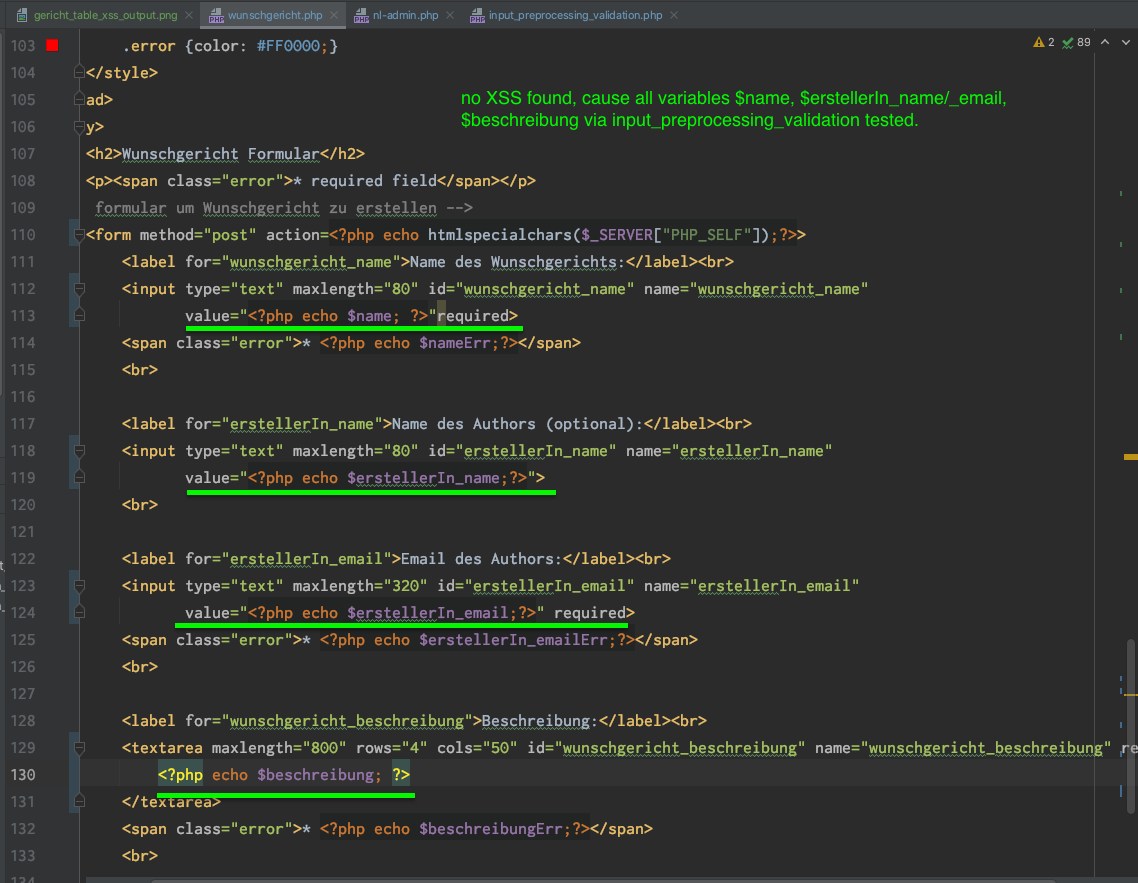 gericht_table_xss_output.png wunschgericht.php nl-admin.php input_preprocessing_validation.php
103 .error {color: #FF0000;} 2 89
104 </style>
no XSS found, cause all variables $name, $erstellerIn_name/_email,
105 ad>
$beschreibung via input_preprocessing_validation tested.
106 y>
107 <h2>Wunschgericht Formular</h2>
108 <p><span class="error">* required field</span></p>
109 formular um Wunschgericht zu erstellen -->
110 <form method="post" action=<?php echo htmlspecialchars($_SERVER["PHP_SELF"]);?>>
111 <label for="wunschgericht_name">Name des Wunschgerichts:</label><br>
112 <input type="text" maxlength="80" id="wunschgericht_name" name="wunschgericht_name"
113 value="<?php echo $name; ?>"required>
114 <span class="error">* <?php echo $nameErr;?></span>
115 <br>
116
117 <label for="erstellerIn_name">Name des Authors (optional):</label><br>
118 <input type="text" maxlength="80" id="erstellerIn_name" name="erstellerIn_name"
119 value="<?php echo $erstellerIn_name;?>">
120 <br>
121
122 <label for="erstellerIn_email">Email des Authors:</label><br>
123 <input type="text" maxlength="320" id="erstellerIn_email" name="erstellerIn_email"
124 value="<?php echo $erstellerIn_email;?>" required>
125 <span class="error">* <?php echo $erstellerIn_emailErr;?></span>
126 <br>
127
128 <label for="wunschgericht_beschreibung">Beschreibung:</label><br>
129 <textarea maxlength="800" rows="4" cols="50" id="wunschgericht_beschreibung" name="wunschgericht_beschreibung" re
130 <?php echo $beschreibung; ?>
131 </textarea>
132 <span class="error">* <?php echo $beschreibungErr;?></span>
133 <br>